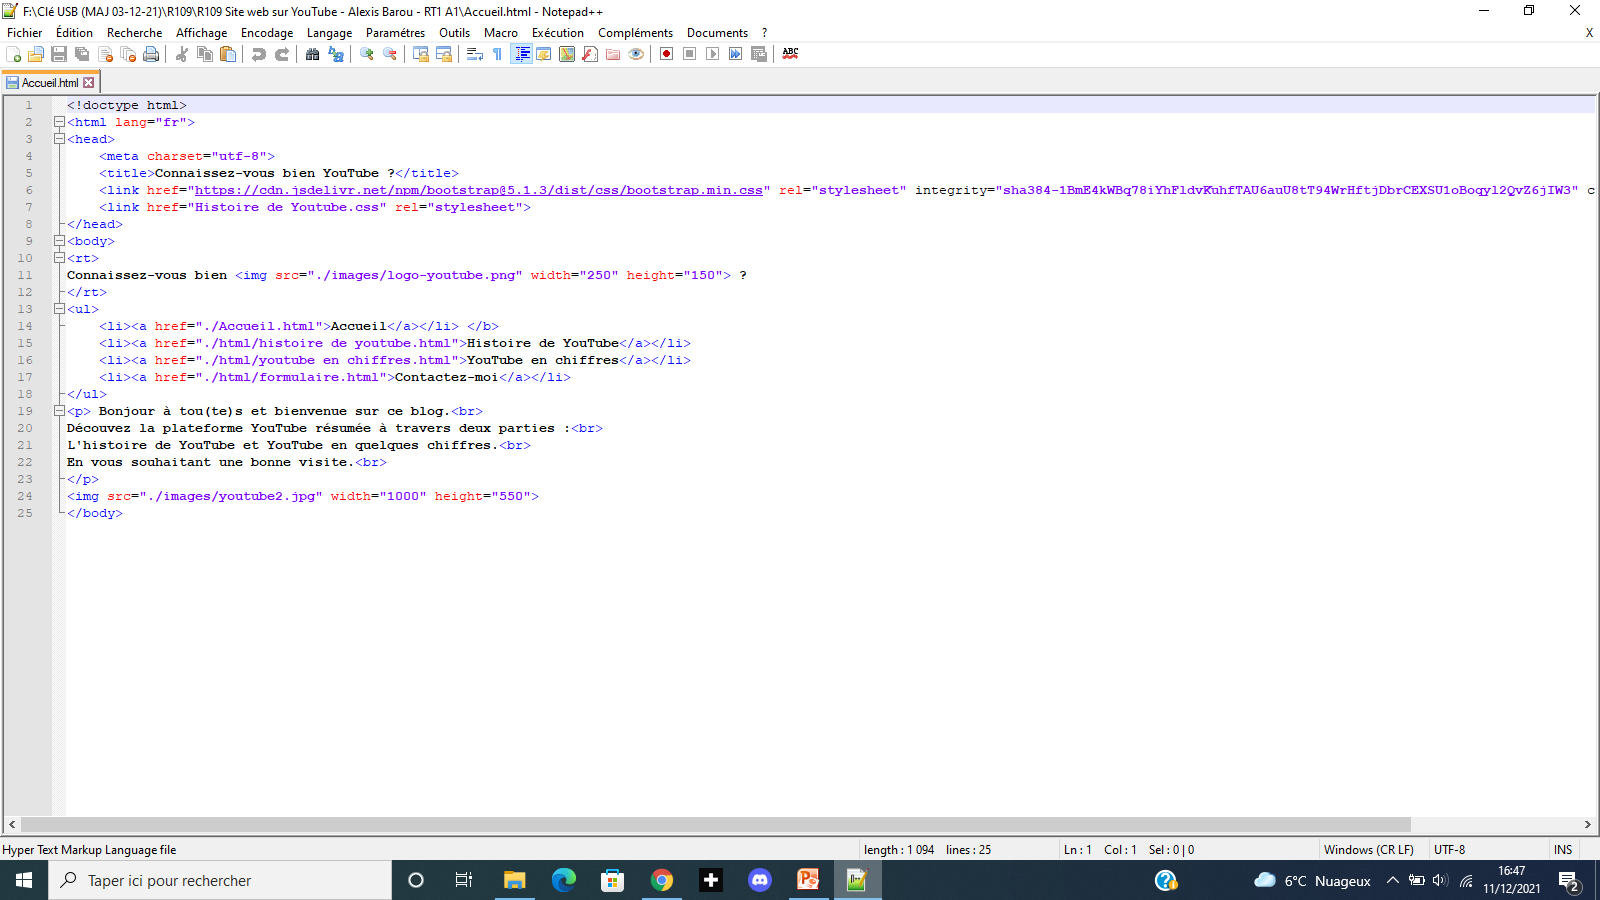 F:\Clé USB (MAJ 03-12-21)\R109\R109 Site web sur YouTube - Alexis Barou - RT1 A1\Accueil.html - Notepad++
Fichier Édition Recherche Affichage Encodage Langage Paramètres Outils Macro Exécution Compléments Documents ? X
ABC
Accueil.html
1 <!doctype html>
2 <html lang="fr">
3 <head>
4 <meta charset="utf-8">
5 <title>Connaissez-vous bien YouTube ?</title>
6 <link href="https://cdn.jsdelivr.net/npm/bootstrap@5.1.3/dist/css/bootstrap.min.css" rel="stylesheet" integrity="sha384-1BmE4kWBq78iYhFldvKuhfTAU6auU8tT94WrHftjDbrCEXSU1oBoqyl2QvZ6jIW3" c
7 <link href="Histoire de Youtube.css" rel="stylesheet">
8 </head>
9 <body>
10 <rt>
11 Connaissez-vous bien <img src="./images/logo-youtube.png" width="250" height="150"> ?
12 </rt>
13 <ul>
14 <li><a href="./Accueil.html">Accueil</a></li> </b>
15 <li><a href="./html/histoire de youtube.html">Histoire de YouTube</a></li>
16 <li><a href="./html/youtube en chiffres.html">YouTube en chiffres</a></li>
17 <li><a href="./html/formulaire.html">Contactez-moi</a></li>
18 </ul>
19 <p> Bonjour à tou(te)s et bienvenue sur ce blog.<br>
20 Découvez la plateforme YouTube résumée à travers deux parties :<br>
21 L'histoire de YouTube et YouTube en quelques chiffres.<br>
22 En vous souhaitant une bonne visite.<br>
23 </p>
24 <img src="./images/youtube2.jpg" width="1000" height="550">
25 </body>
Hyper Text Markup Language file length : 1 094 lines : 25 Ln : 1 Col : 1 Sel : 0 | 0 Windows (CR LF) UTF-8 INS
Taper ici pour rechercher 6°C Nuageux 16:47
11/12/2021 2